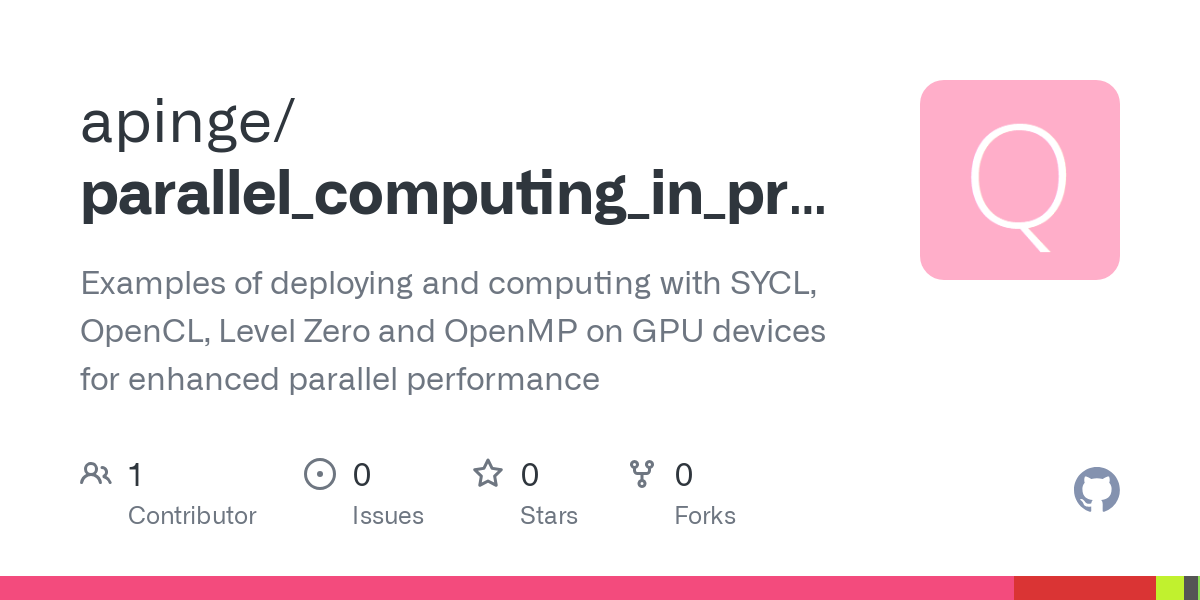 apinge/
parallel_computing_in_pr...
Q
Examples of deploying and computing with SYCL,
OpenCL, Level Zero and OpenMP on GPU devices
for enhanced parallel performance
1 0 0 0
Contributor Issues Stars Forks